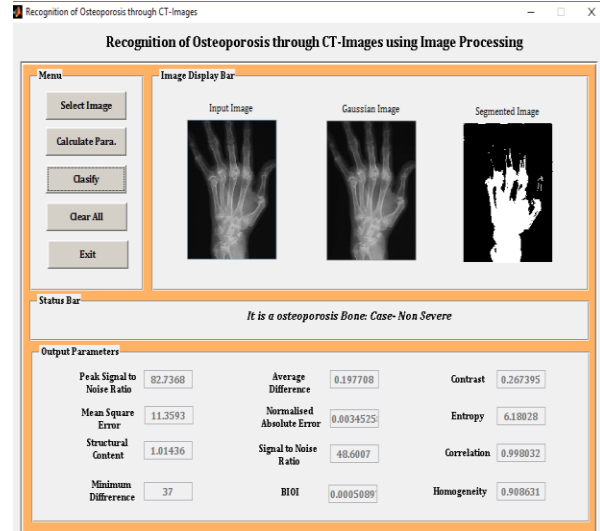 Recognition of Osteoporosis through CT-Images
Recognition of Osteoporosis through CT-Images using Image Processing
Menu
Select Image
Calculate Para.
Clasify
Clear All
Exit
Image Display Bar
Input Image
Gaussian Image
Segmented Image
Status Bar
It is a osteoporosis Bone: Case- Non Severe
Output Parameters
Peak Signal to
Noise Ratio
82.7368
Average
Difference
0.197708
Contrast
0.267395
Mean Square
Error
11.3593
Normalised
Absolute Error
0.0034525
Entropy
6.18028
Structural
Content
1.01436
Signal to Noise
Ratio
48.6007
Correlation
0.998032
Minimum
Diffrerence
37
BIOI
0.0005089
Homogeneity
0.908631